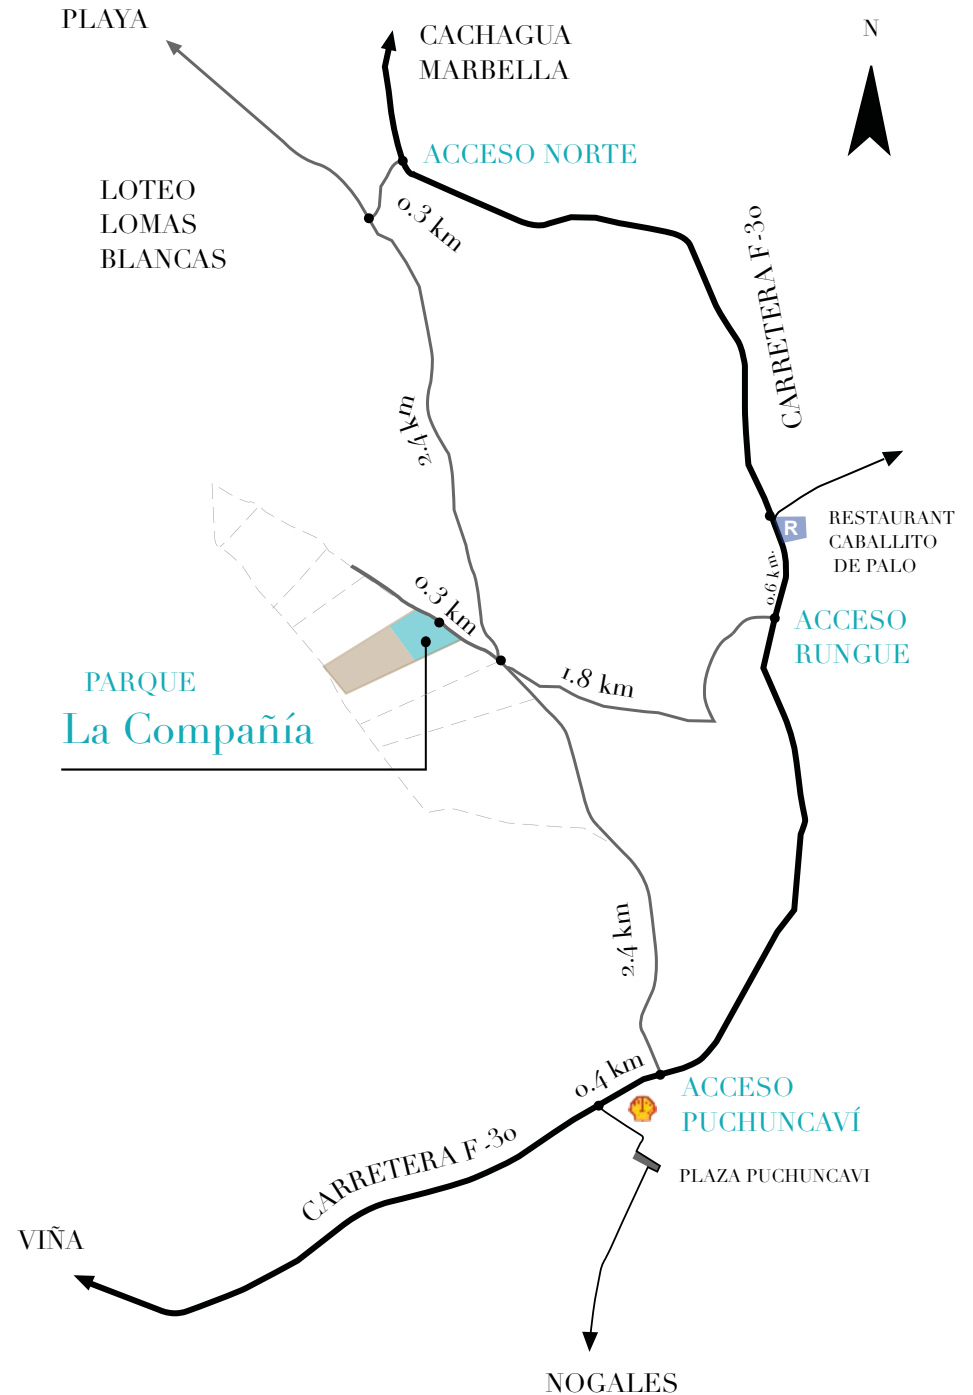 PLAYA
CACHAGUA
MARBELLA
N
ACCESO NORTE
LOTEO
LOMAS
BLANCAS
0.3 km
CARRETERA F-30
2.4 km
R
RESTAURANT
CABALLITO
DE PALO
0.6 km.
0.3 km
ACCESO
RUNGUE
1.8 km
PARQUE
La Compañía
2.4 km
0.4 km
ACCESO
PUCHUNCAVÍ
CARRETERA F-30
PLAZA PUCHUNCAVI
VIÑA
NOGALES